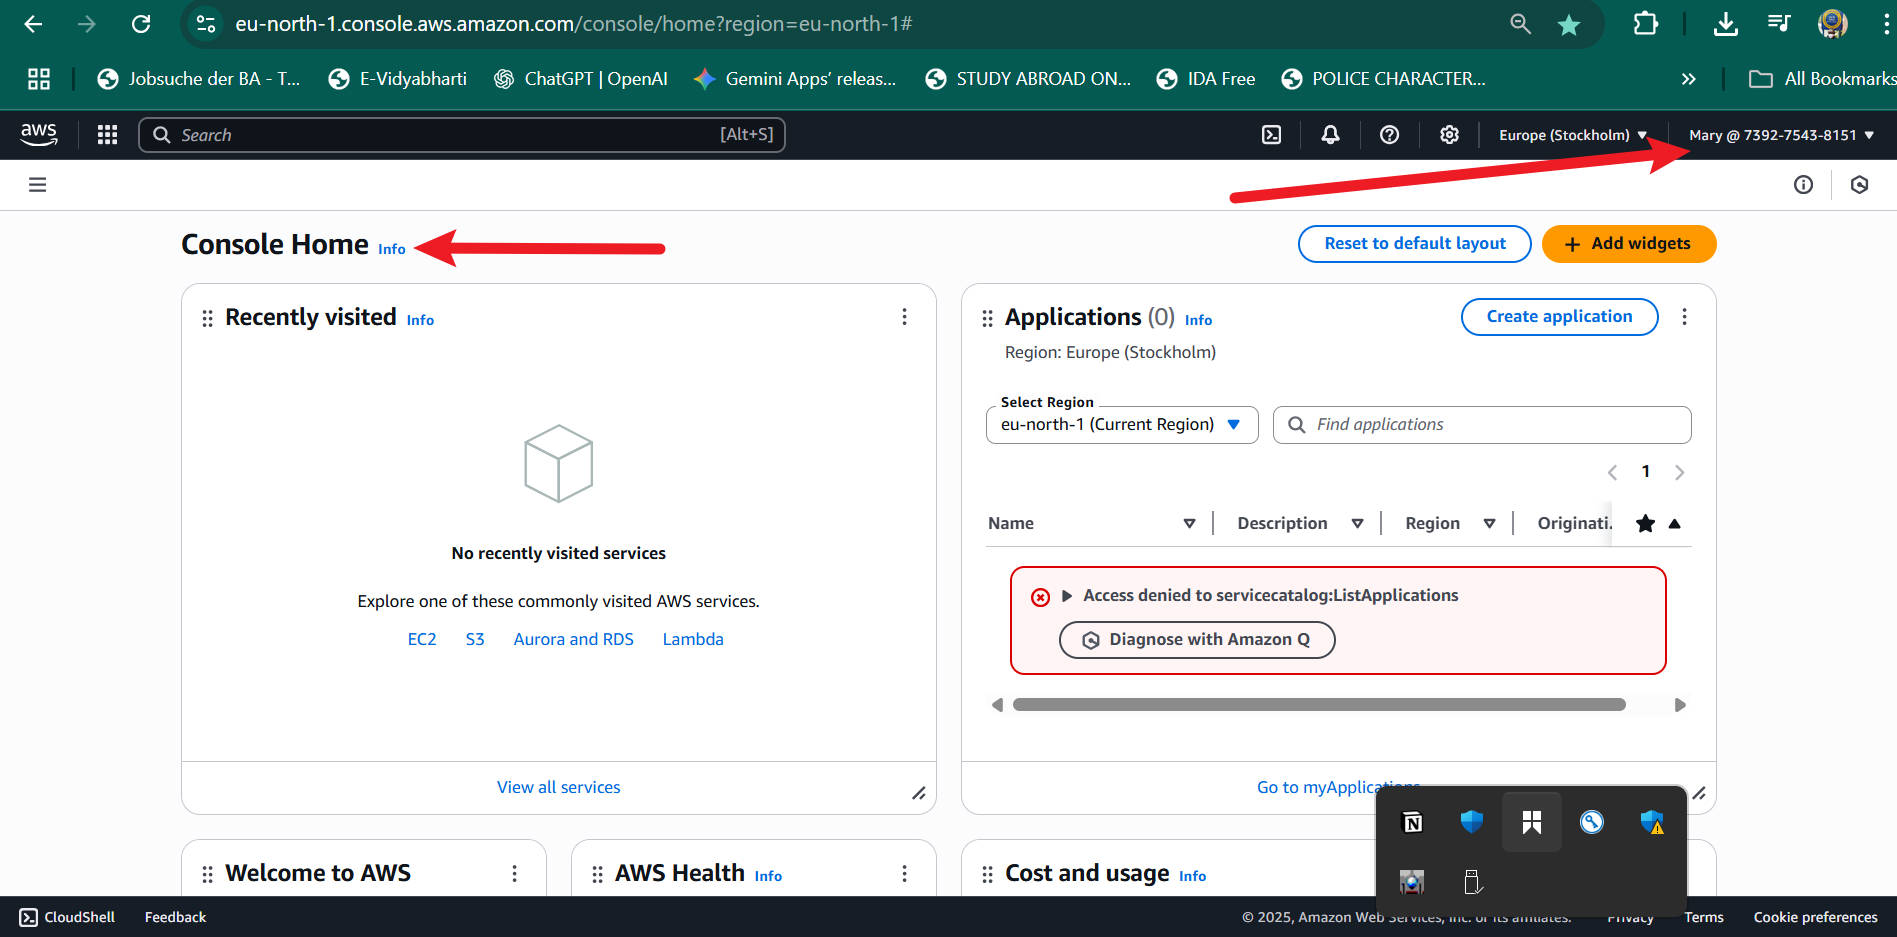 eu-north-1.console.aws.amazon.com/console/home?region=eu-north-1#
Jobsuche der BA - T... E-Vidyabharti ChatGPT | OpenAI Gemini Apps' releas... STUDY ABROAD ON... IDA Free POLICE CHARACTER... » All Bookmarks
aws Search [Alt+S] Europe (Stockholm) Mary @ 7392-7543-8151
Console Home Info Reset to default layout + Add widgets
Recently visited Info
No recently visited services
Explore one of these commonly visited AWS services.
EC2 S3 Aurora and RDS Lambda
View all services
Applications (0) Info Create application
Region: Europe (Stockholm)
Select Region
eu-north-1 (Current Region) Find applications
1
Name Description Region Originati.
Access denied to servicecatalog:ListApplications
Diagnose with Amazon Q
Go to myApplications
Welcome to AWS AWS Health Info Cost and usage Info
N
CloudShell Feedback © 2025, Amazon Web Services, Inc. or its affiliates. Privacy Terms Cookie preferences